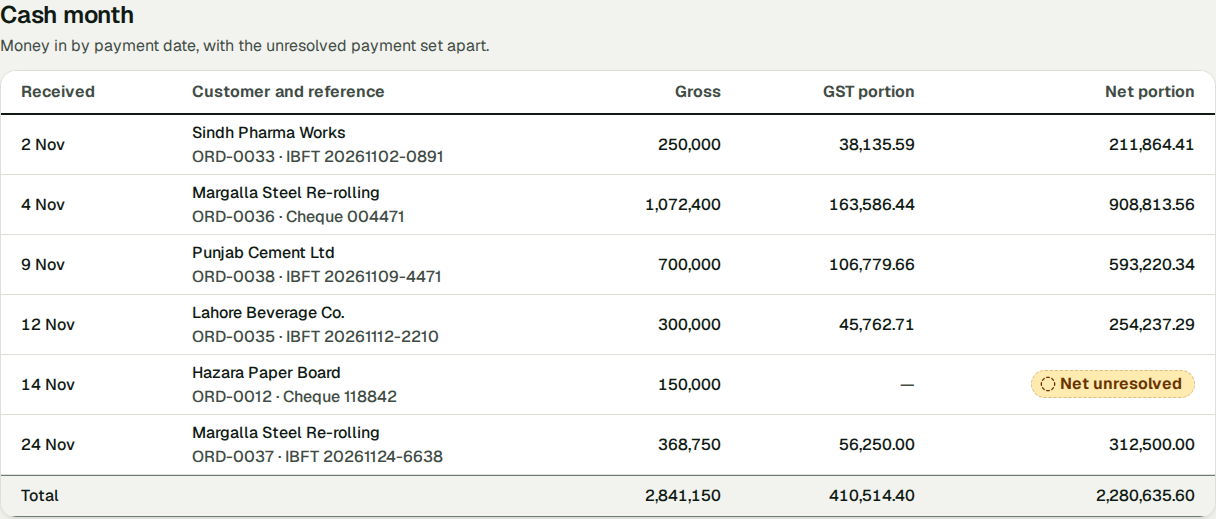 Cash month
Money in by payment date, with the unresolved payment set apart.
Received Customer and reference Gross GST portion Net portion
2 Nov Sindh Pharma Works 250,000 38,135.59 211,864.41
ORD-0033 · IBFT 20261102-0891
4 Nov Margalla Steel Re-rolling 1,072,400 163,586.44 908,813.56
ORD-0036 · Cheque 004471
9 Nov Punjab Cement Ltd 700,000 106,779.66 593,220.34
ORD-0038 · IBFT 20261109-4471
12 Nov Lahore Beverage Co. 300,000 45,762.71 254,237.29
ORD-0035 · IBFT 20261112-2210
14 Nov Hazara Paper Board 150,000 — Net unresolved
ORD-0012 · Cheque 118842
24 Nov Margalla Steel Re-rolling 368,750 56,250.00 312,500.00
ORD-0037 · IBFT 20261124-6638
Total 2,841,150 410,514.40 2,280,635.60